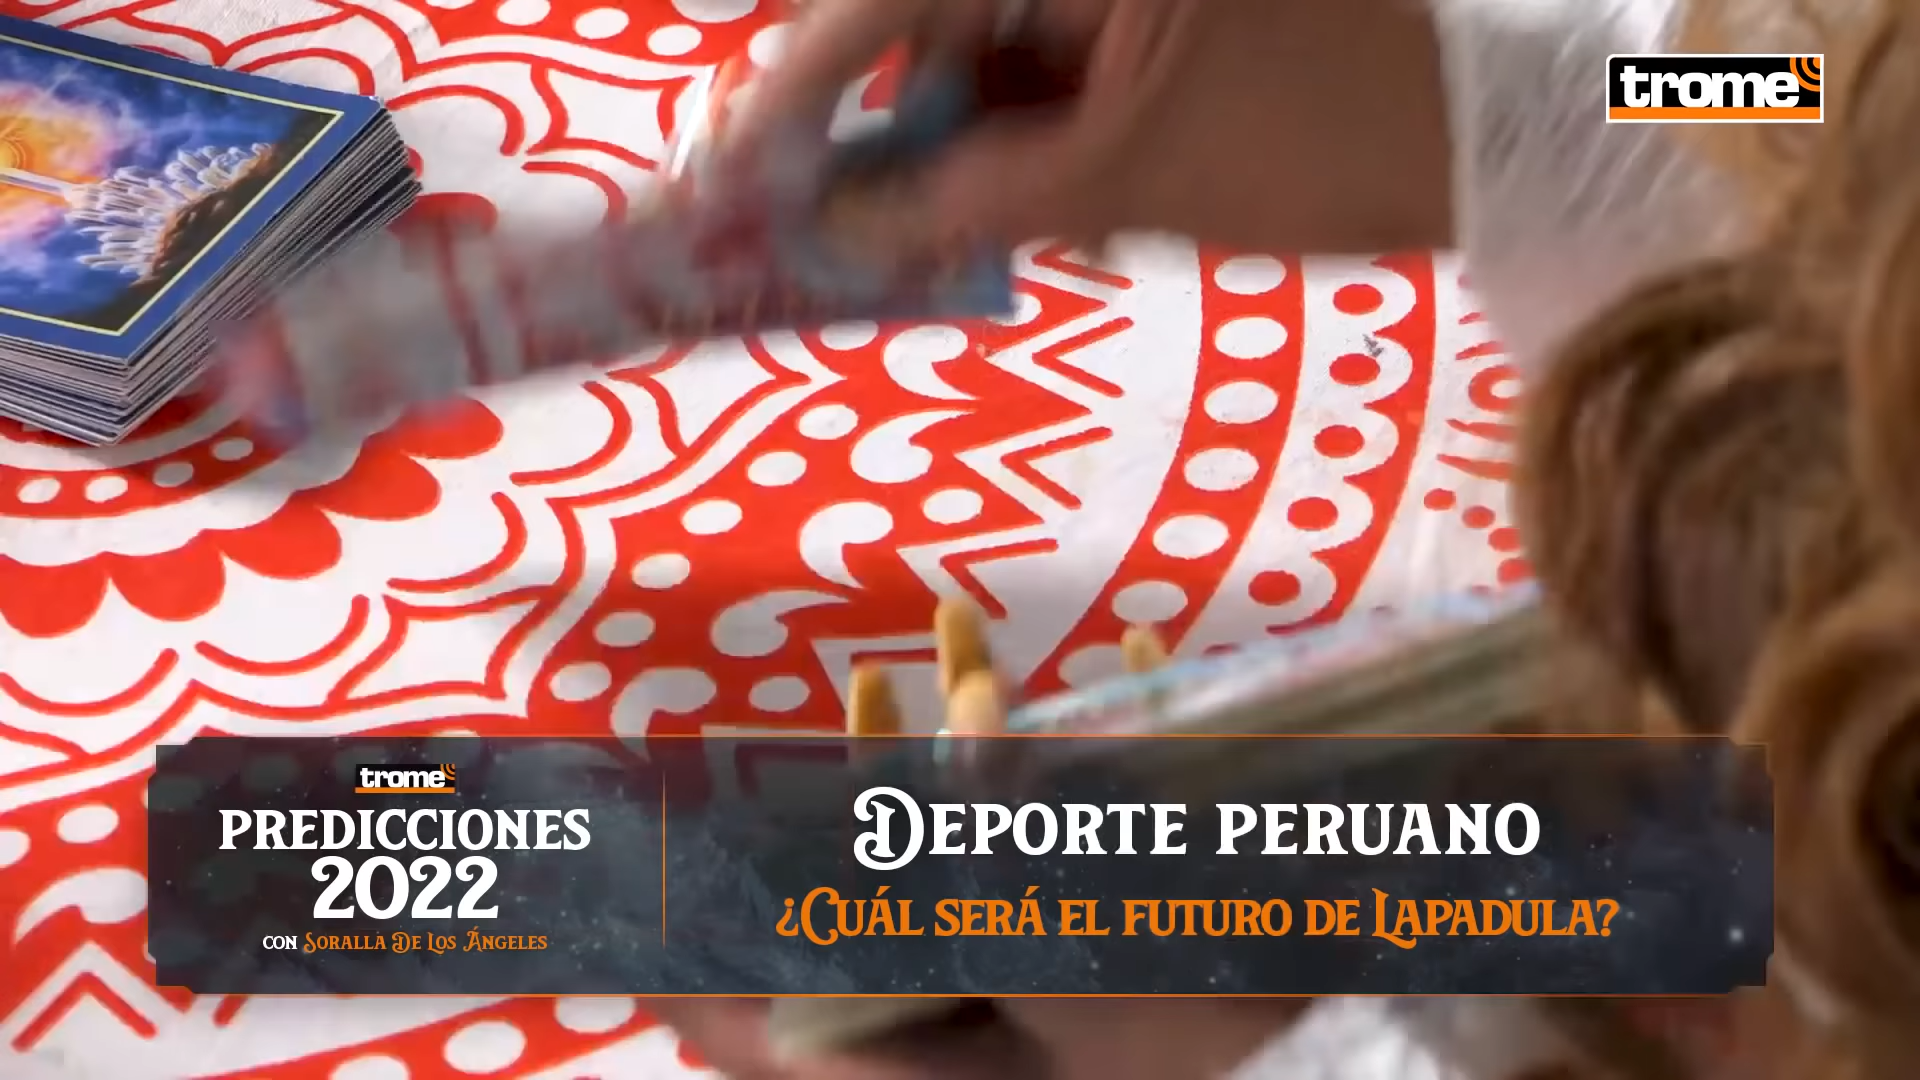 trome
trome
PREDICCIONES
2022
CON SORALLA DE LOS ÁNGELES
DEPORTE PERUANO
¿CUÁL SERÁ EL FUTURO DE LAPADULA?